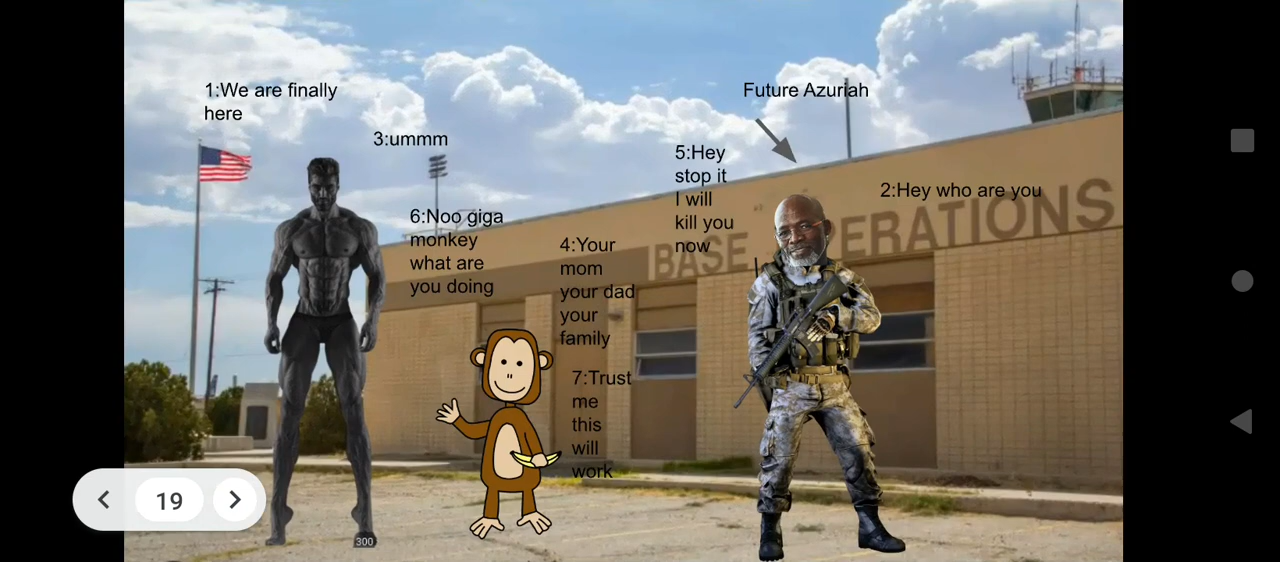 1:We are finally
here
Future Azuriah
3:ummm
5:Hey
stop it
I will
kill you
now
2:Hey who are you
6:Noo giga
monkey
what are
you doing
4:Your
mom
your dad
your
family
BASE ERATIONS
7:Trust
me
this
will
work
19
300